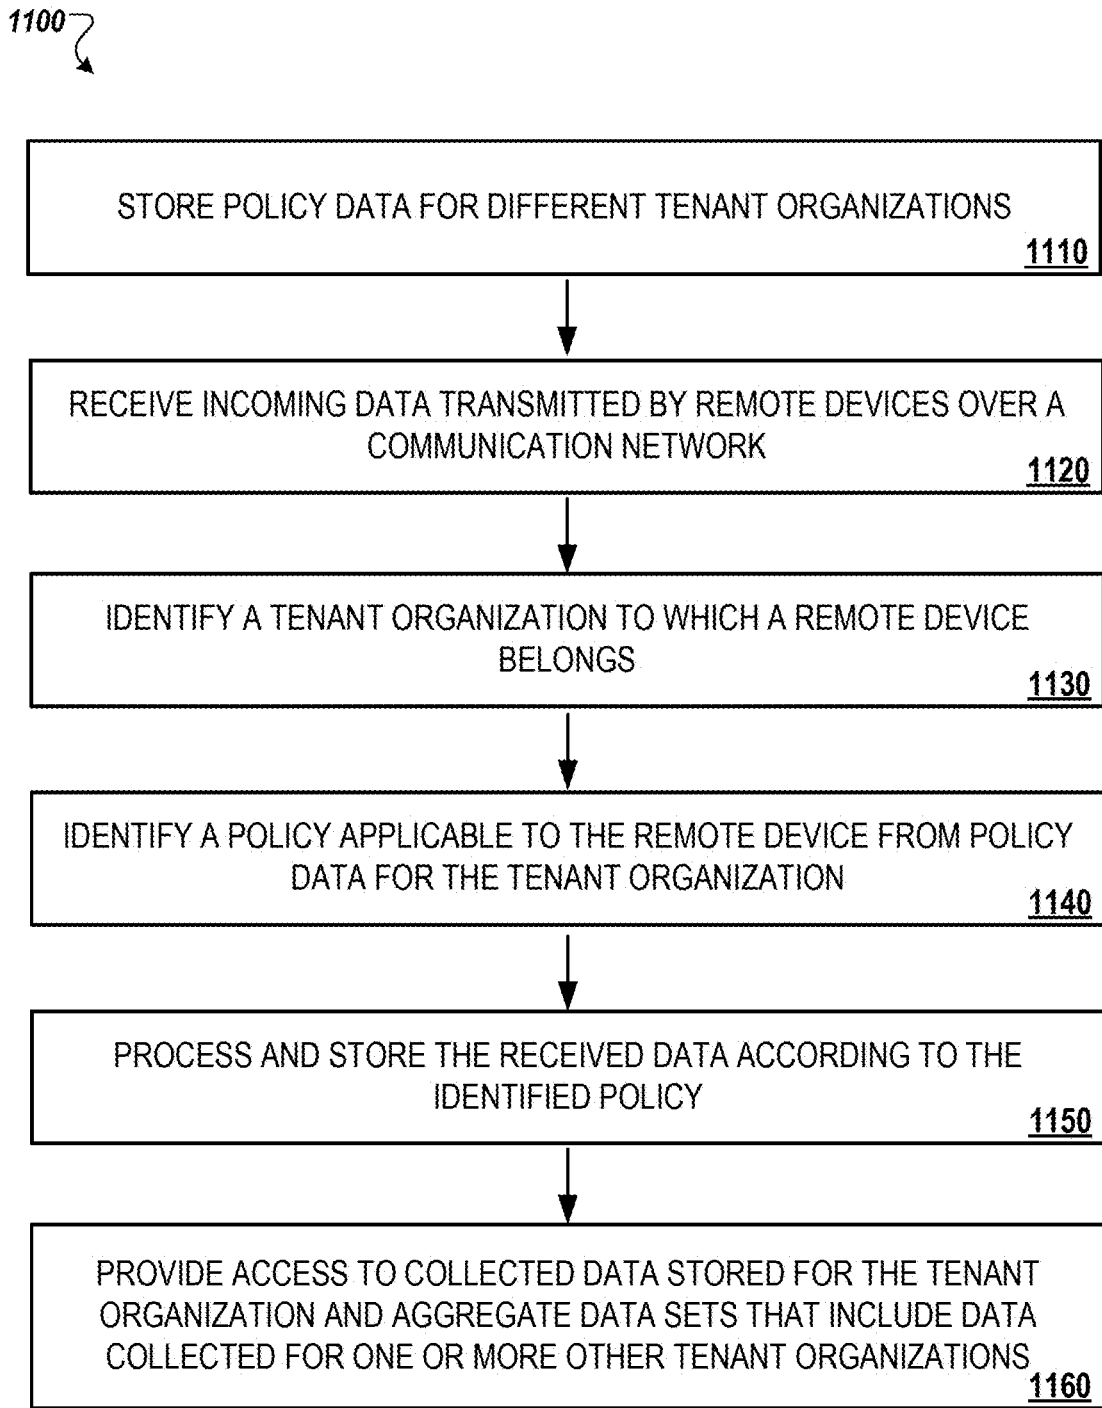 1100
STORE POLICY DATA FOR DIFFERENT TENANT ORGANIZATIONS
1110
RECEIVE INCOMING DATA TRANSMITTED BY REMOTE DEVICES OVER A
COMMUNICATION NETWORK
1120
IDENTIFY A TENANT ORGANIZATION TO WHICH A REMOTE DEVICE
BELONGS
1130
IDENTIFY A POLICY APPLICABLE TO THE REMOTE DEVICE FROM POLICY
DATA FOR THE TENANT ORGANIZATION
1140
PROCESS AND STORE THE RECEIVED DATA ACCORDING TO THE
IDENTIFIED POLICY
1150
PROVIDE ACCESS TO COLLECTED DATA STORED FOR THE TENANT
ORGANIZATION AND AGGREGATE DATA SETS THAT INCLUDE DATA
COLLECTED FOR ONE OR MORE OTHER TENANT ORGANIZATIONS
1160